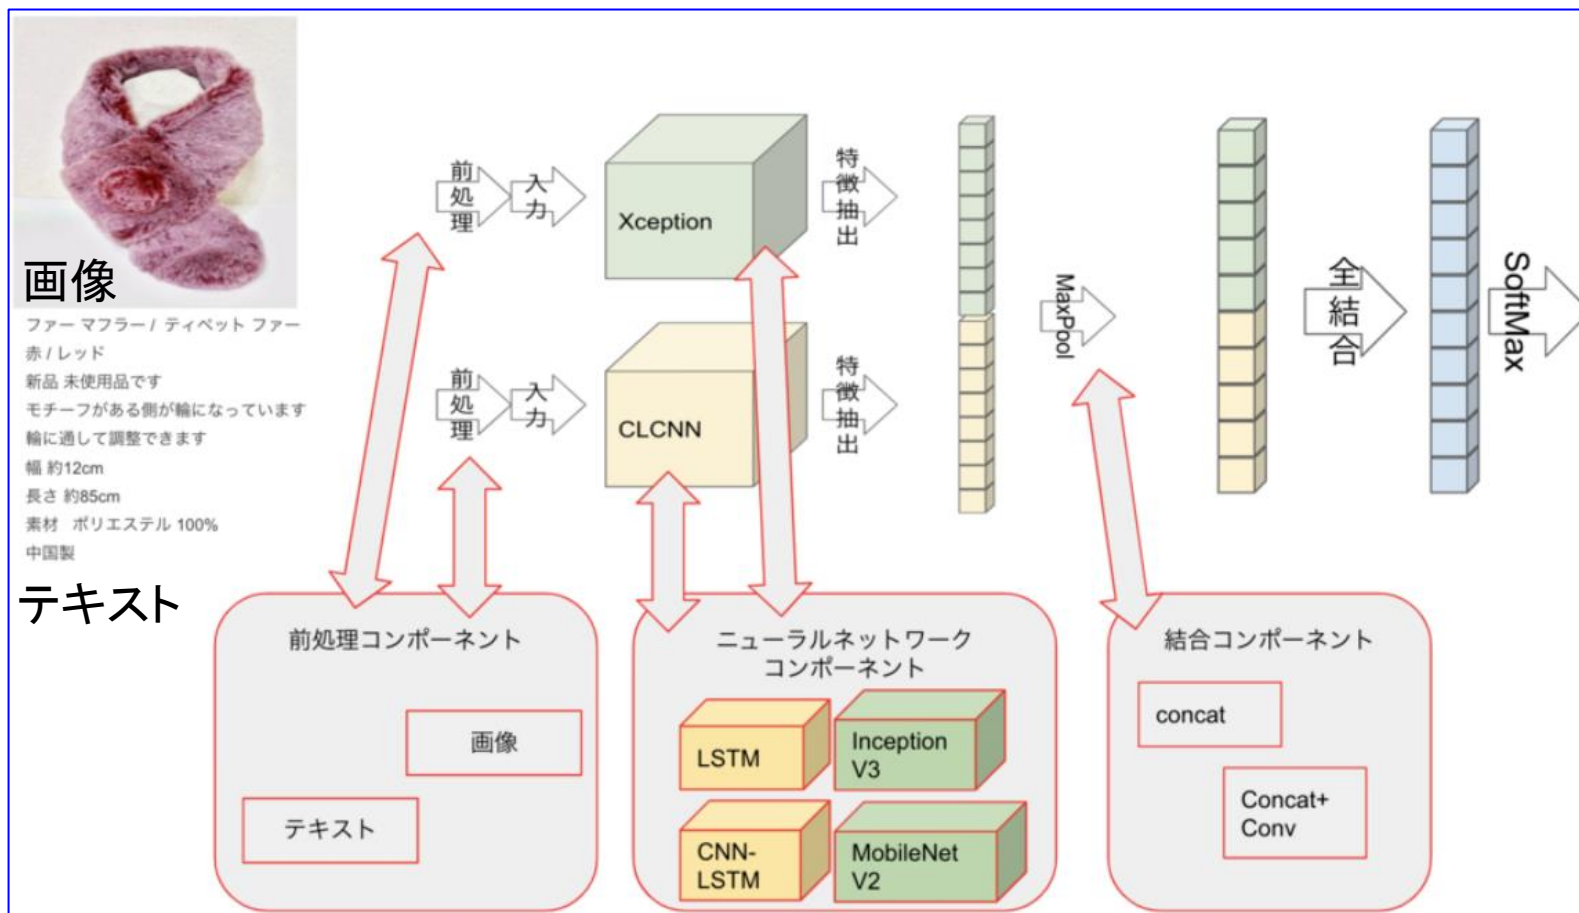 画像
ファー マフラー / ティペット ファー
赤 / レッド
新品 未使用品です
モチーフがある側が輪になっています
輪に通して調整できます
幅 約12cm
長さ 約85cm
素材 ポリエステル 100%
中国製
テキスト
前処理
入力
Xception
特徴抽出
前処理
入力
CLCNN
特徴抽出
MaxPool
全結合
SoftMax
前処理コンポーネント
画像
テキスト
ニューラルネットワーク
コンポーネント
LSTM
Inception
V3
CNN-
LSTM
MobileNet
V2
結合コンポーネント
concat
Concat+
Conv